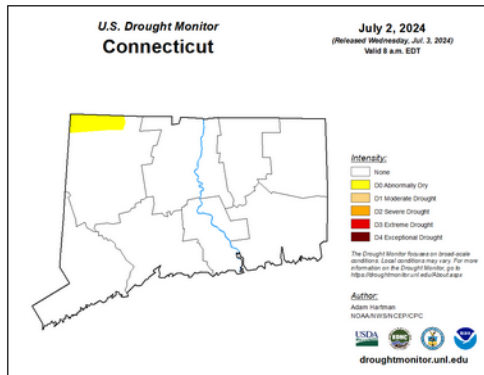 U.S. Drought Monitor
Connecticut
July 2, 2024
(Released Wednesday, Jul. 3, 2024)
Valid 8 a.m. EDT
Intensity:
None
D0 Abnormally Dry
D1 Moderate Drought
D2 Severe Drought
D3 Extreme Drought
D4 Exceptional Drought
The Drought Monitor focuses on broad-scale
conditions. Local conditions may vary. For more
information on the Drought Monitor, go to
https://droughtmonitor.unl.edu/About.aspx
Author:
Adam Hartman
NOAA/NWS/NCEP/CPC
USDA
NDMC
droughtmonitor.unl.edu